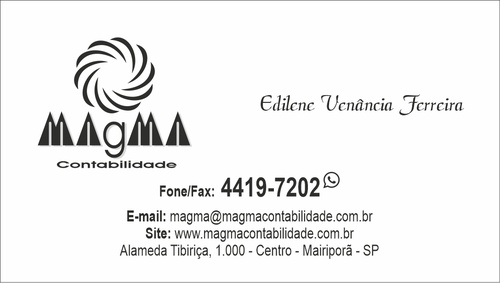 MAgMA
Contabilidade
Edilene Venância Ferreira
Fone/Fax: 4419-7202
E-mail: magma@magmacontabilidade.com.br
Site: www.magmacontabilidade.com.br
Alameda Tibiriça, 1.000 - Centro - Mairiporã - SP